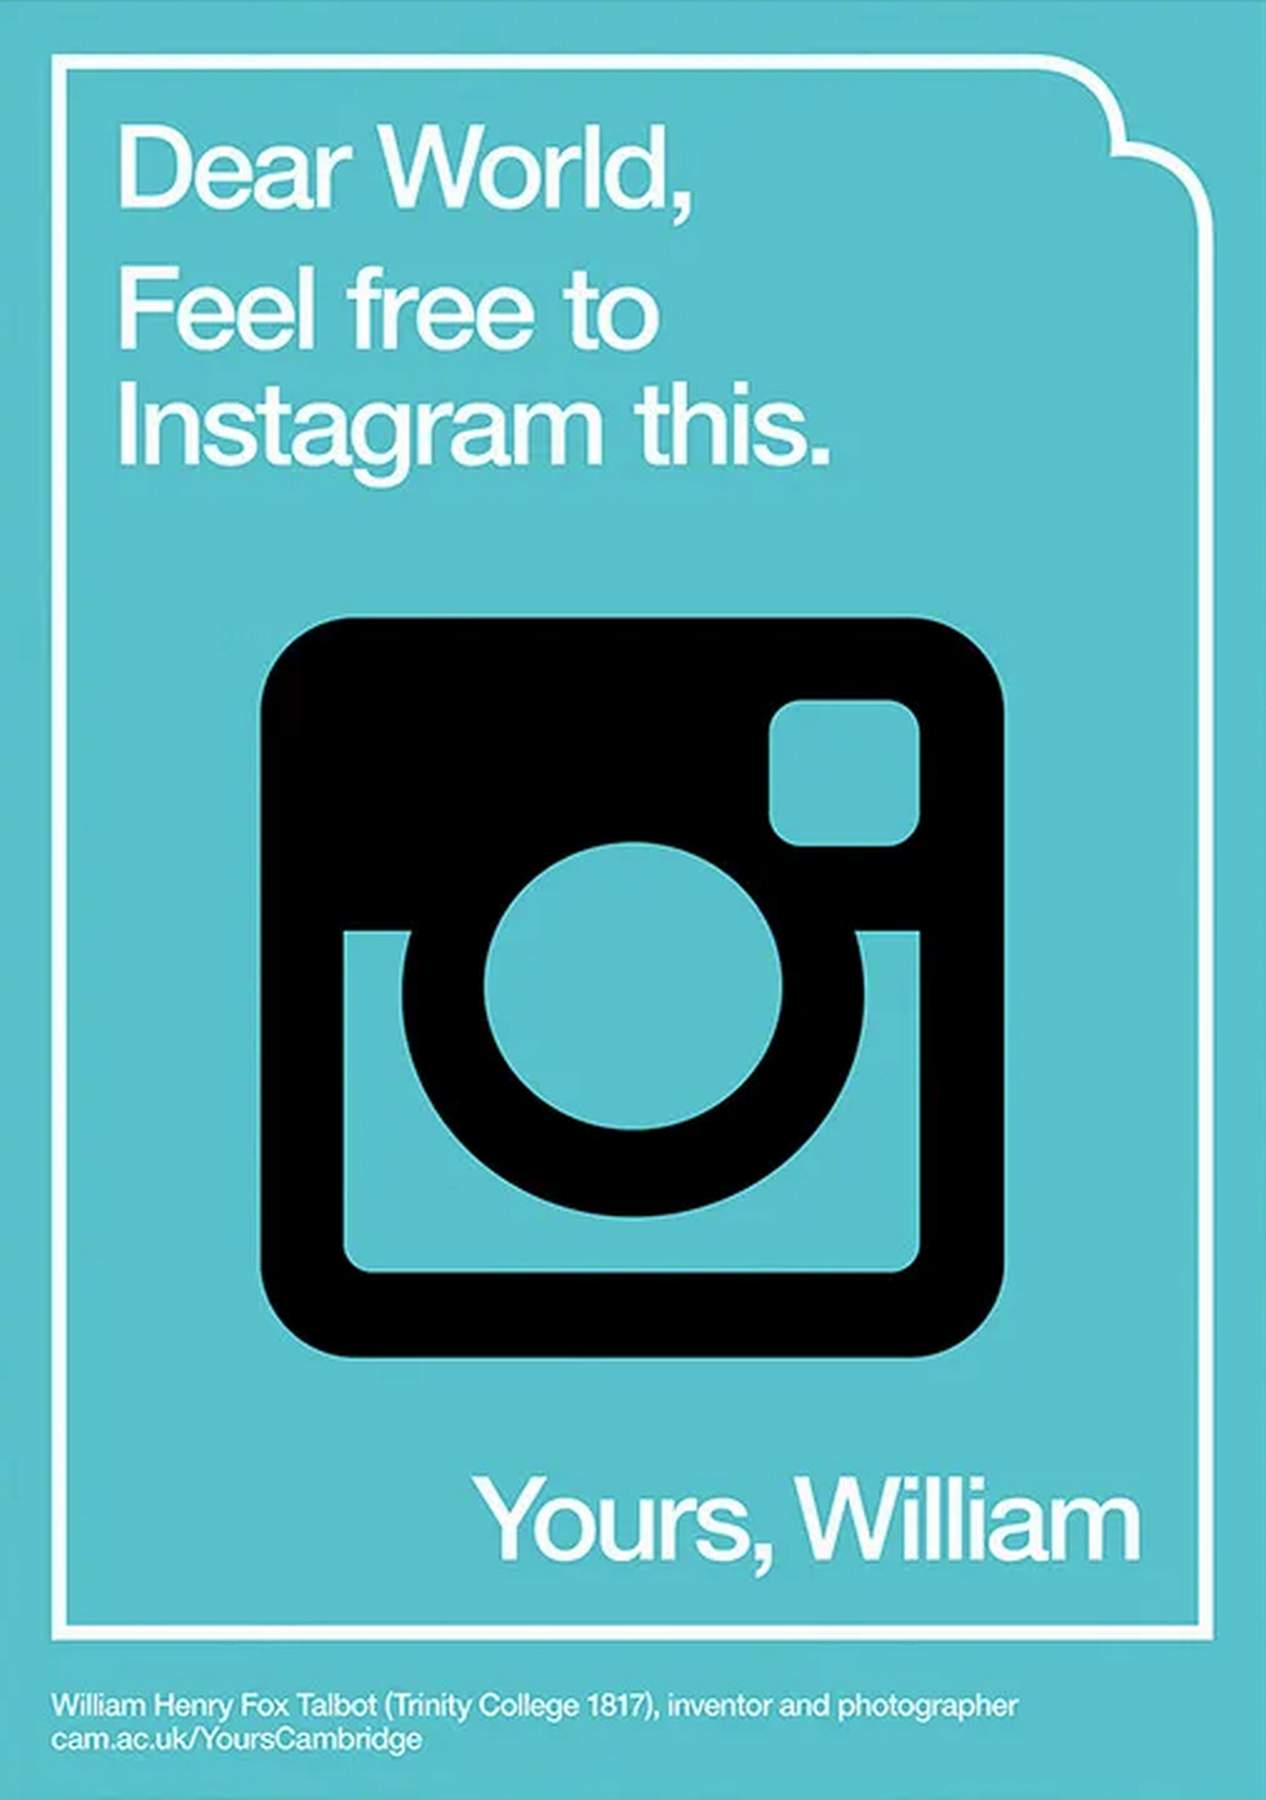 Dear World,
Feel free to
Instagram this.
Yours, William
William Henry Fox Talbot (Trinity College 1817), inventor and photographer
cam.ac.uk/YoursCambridge